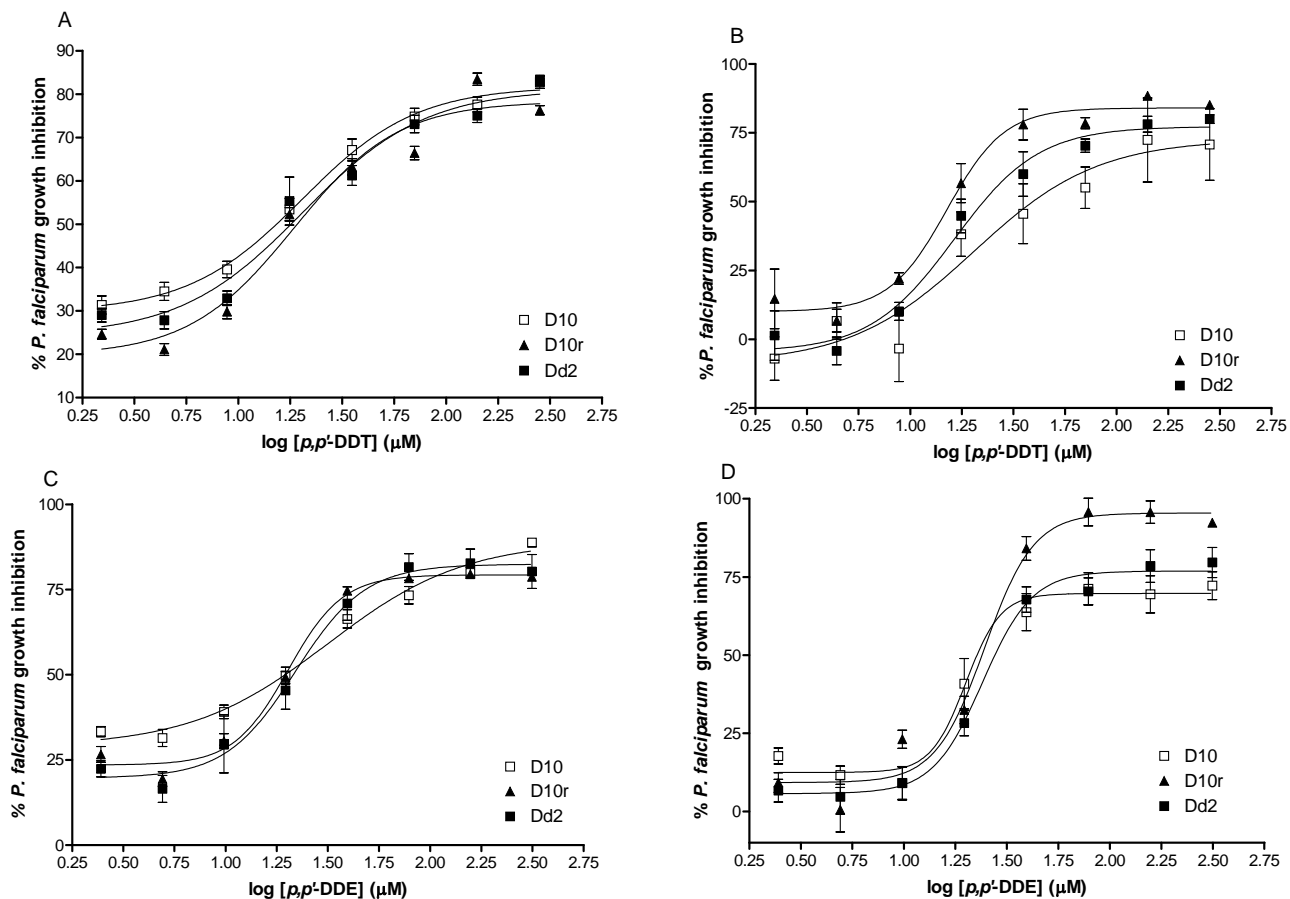 A
% P. falciparum growth inhibition
90
80
70
60
50
40
30
20
10
0.25 0.50 0.75 1.00 1.25 1.50 1.75 2.00 2.25 2.50 2.75
log [p,p'-DDT] (µM)
D10
D10r
Dd2
B
%P. falciparum growth inhibition
100
75
50
25
0
-25
0.25 0.50 0.75 1.00 1.25 1.50 1.75 2.00 2.25 2.50 2.75
log [p,p'-DDT] (µM)
D10
D10r
Dd2
C
% P. falciparum growth inhibition
100
75
50
25
0
0.25 0.50 0.75 1.00 1.25 1.50 1.75 2.00 2.25 2.50 2.75
log [p,p'-DDE] (µM)
D10
D10r
Dd2
D
% P. falciparum growth inhibition
100
75
50
25
0
0.25 0.50 0.75 1.00 1.25 1.50 1.75 2.00 2.25 2.50 2.75
log [p,p'-DDE] (µM)
D10
D10r
Dd2